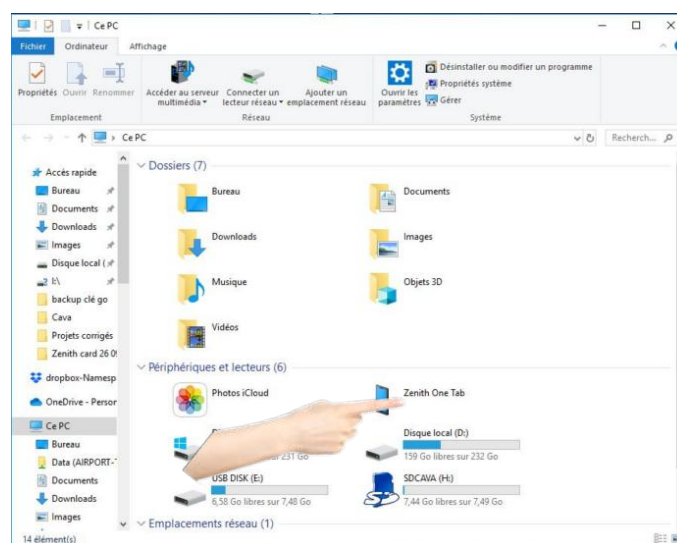 Ce PC
Fichier Ordinateur Affichage
Propriétés Ouvrir Renommer
Accéder au serveur multimédia
Connecter un lecteur réseau
Ajouter un emplacement réseau
Ouvrir les paramètres
Désinstaller ou modifier un programme
Propriétés système
Gérer
Emplacement Réseau Système
Ce PC
Recherch...
Accès rapide
Bureau
Documents
Downloads
Images
Disque local (
I:\
backup clé go
Cava
Projets corrigés
Zenith card 26 0
dropbox-Namesp
OneDrive - Persor
Ce PC
Bureau
Data (AIRPORT-
Documents
Downloads
Images
14 élément(s)
Dossiers (7)
Bureau
Documents
Downloads
Images
Musique
Objets 3D
Vidéos
Périphériques et lecteurs (6)
Photos iCloud
Zenith One Tab
sur 231 Go
Disque local (D:)
159 Go libres sur 232 Go
USB DISK (E:)
6,58 Go libres sur 7,48 Go
SDCAVA (H:)
7,44 Go libres sur 7,49 Go
Emplacements réseau (1)